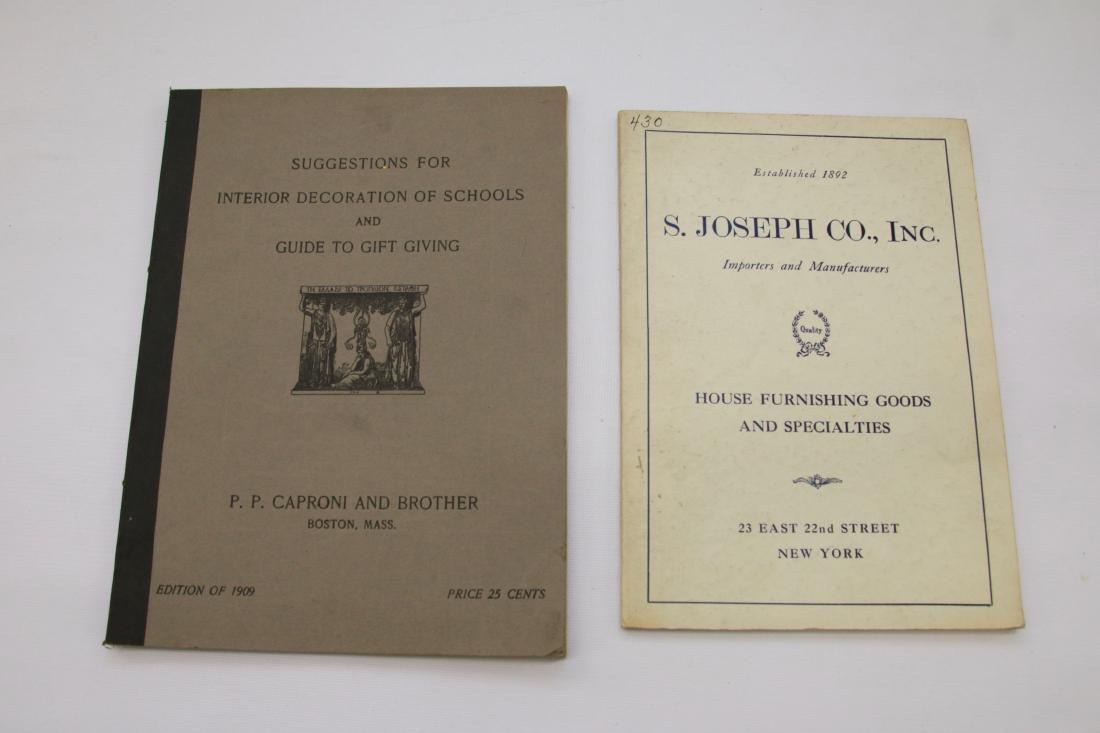 SUGGESTIONS FOR
INTERIOR DECORATION OF SCHOOLS
AND
GUIDE TO GIFT GIVING
P. P. CAPRONI AND BROTHER
BOSTON, MASS.
EDITION OF 1909
PRICE 25 CENTS
430
Established 1892
S. JOSEPH CO., INC.
Importers and Manufacturers
Quality
HOUSE FURNISHING GOODS
AND SPECIALTIES
23 EAST 22nd STREET
NEW YORK